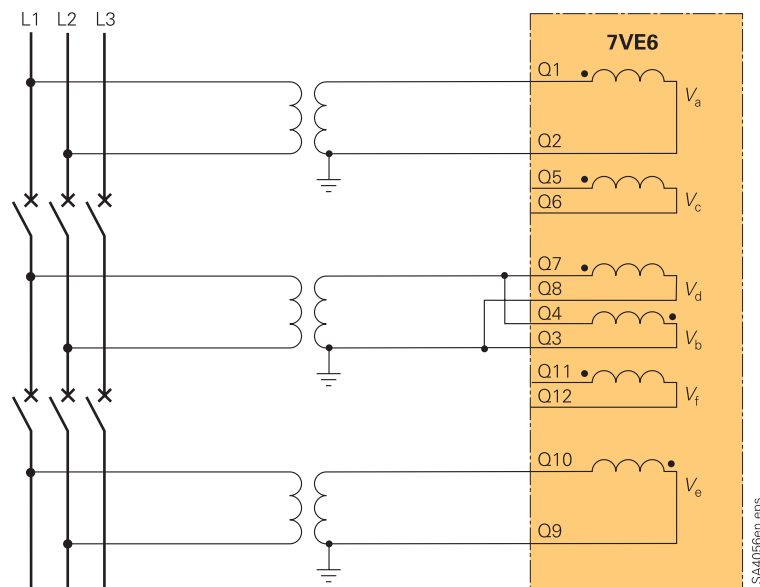 L1 L2 L3
7VE6
Q1
Va
Q2
Q5
Q6
Vc
Q7
Q8
Vd
Q4
Q3
Vb
Q11
Q12
Vf
Q10
Ve
Q9
SA4056en.eps